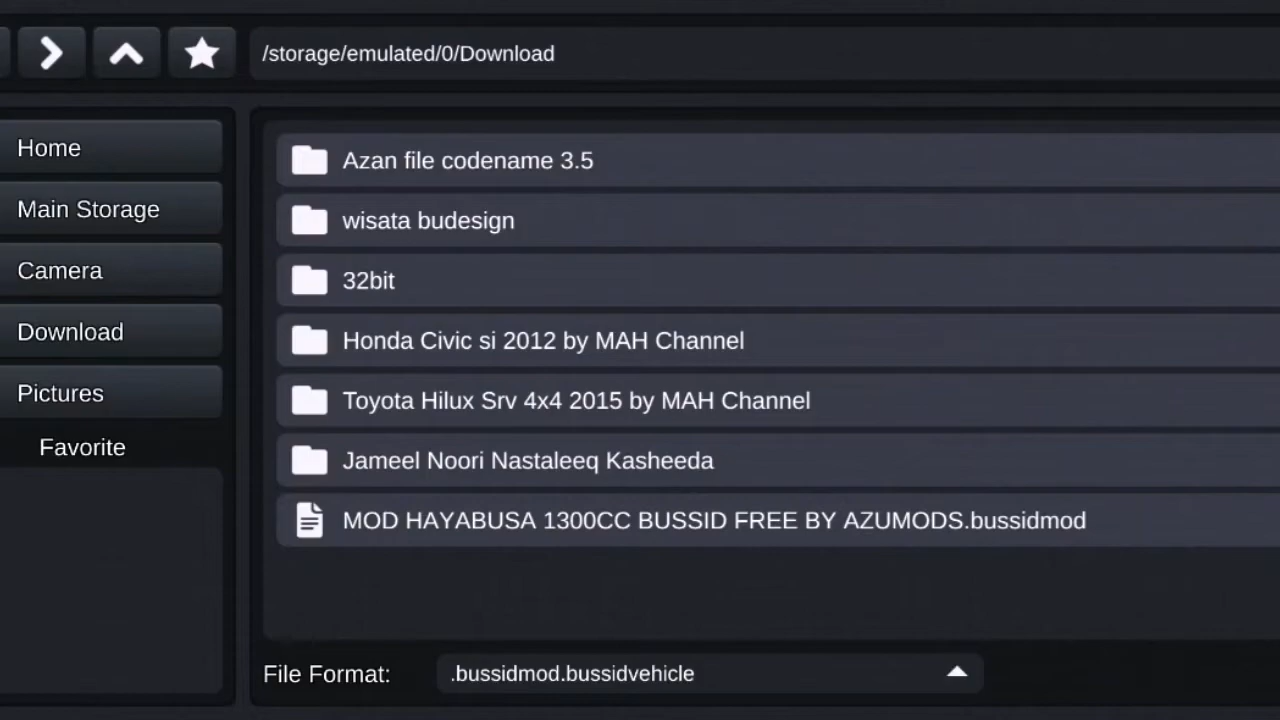 /storage/emulated/0/Download
Home
Main Storage
Camera
Download
Pictures
Favorite
Azan file codename 3.5
wisata budesign
32bit
Honda Civic si 2012 by MAH Channel
Toyota Hilux Srv 4x4 2015 by MAH Channel
Jameel Noori Nastaleeq Kasheeda
MOD HAYABUSA 1300CC BUSSID FREE BY AZUMODS.bussidmod
File Format: .bussidmod.bussidvehicle